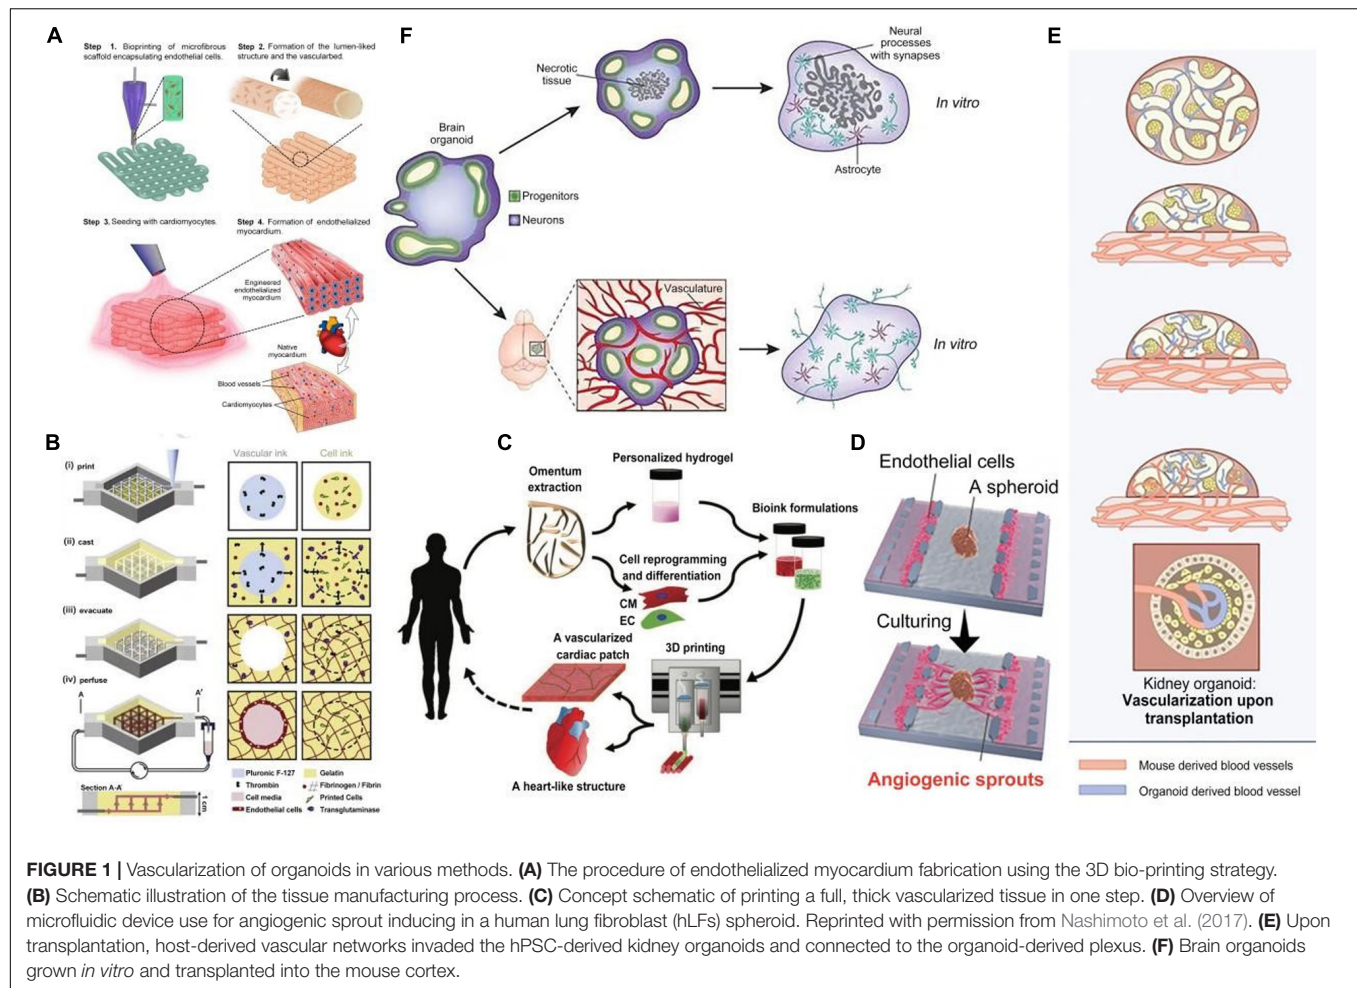 A
Step 1. Bioprinting of microfibrous
scaffold encapsulating endothelial cells.
Step 2. Formation of the lumen-liked
structure and the vascularbed.
Step 3. Seeding with cardiomyocytes.
Step 4. Formation of endothelialized
myocardium.
Engineered
endothelialized
myocardium
Native
myocardium
Blood vessels
Cardiomyocytes
F
Brain
organoid
Necrotic
tissue
Neural
processes
with synapses
Astrocyte
In vitro
Progenitors
Neurons
Vasculature
In vitro
E
Kidney organoid:
Vascularization upon
transplantation
Mouse derived blood vessels
Organoid derived blood vessel
B
(i) print
(ii) cast
(iii) evacuate
(iv) perfuse
A
A'
Section A-A'
1 cm
Vascular ink
Cell ink
Pluronic F-127
Gelatin
Thrombin
Fibrinogen / Fibrin
Cell media
Printed Cells
Endothelial cells
Transglutaminase
C
Omentum
extraction
Personalized hydrogel
Bioink formulations
Cell reprogramming
and differentiation
CM
EC
3D printing
A vascularized
cardiac patch
A heart-like structure
D
Endothelial cells
A spheroid
Culturing
Angiogenic sprouts
FIGURE 1 | Vascularization of organoids in various methods. (A) The procedure of endothelialized myocardium fabrication using the 3D bio-printing strategy.
(B) Schematic illustration of the tissue manufacturing process. (C) Concept schematic of printing a full, thick vascularized tissue in one step. (D) Overview of
microfluidic device use for angiogenic sprout inducing in a human lung fibroblast (hLFs) spheroid. Reprinted with permission from Nashimoto et al. (2017). (E) Upon
transplantation, host-derived vascular networks invaded the hPSC-derived kidney organoids and connected to the organoid-derived plexus. (F) Brain organoids
grown in vitro and transplanted into the mouse cortex.